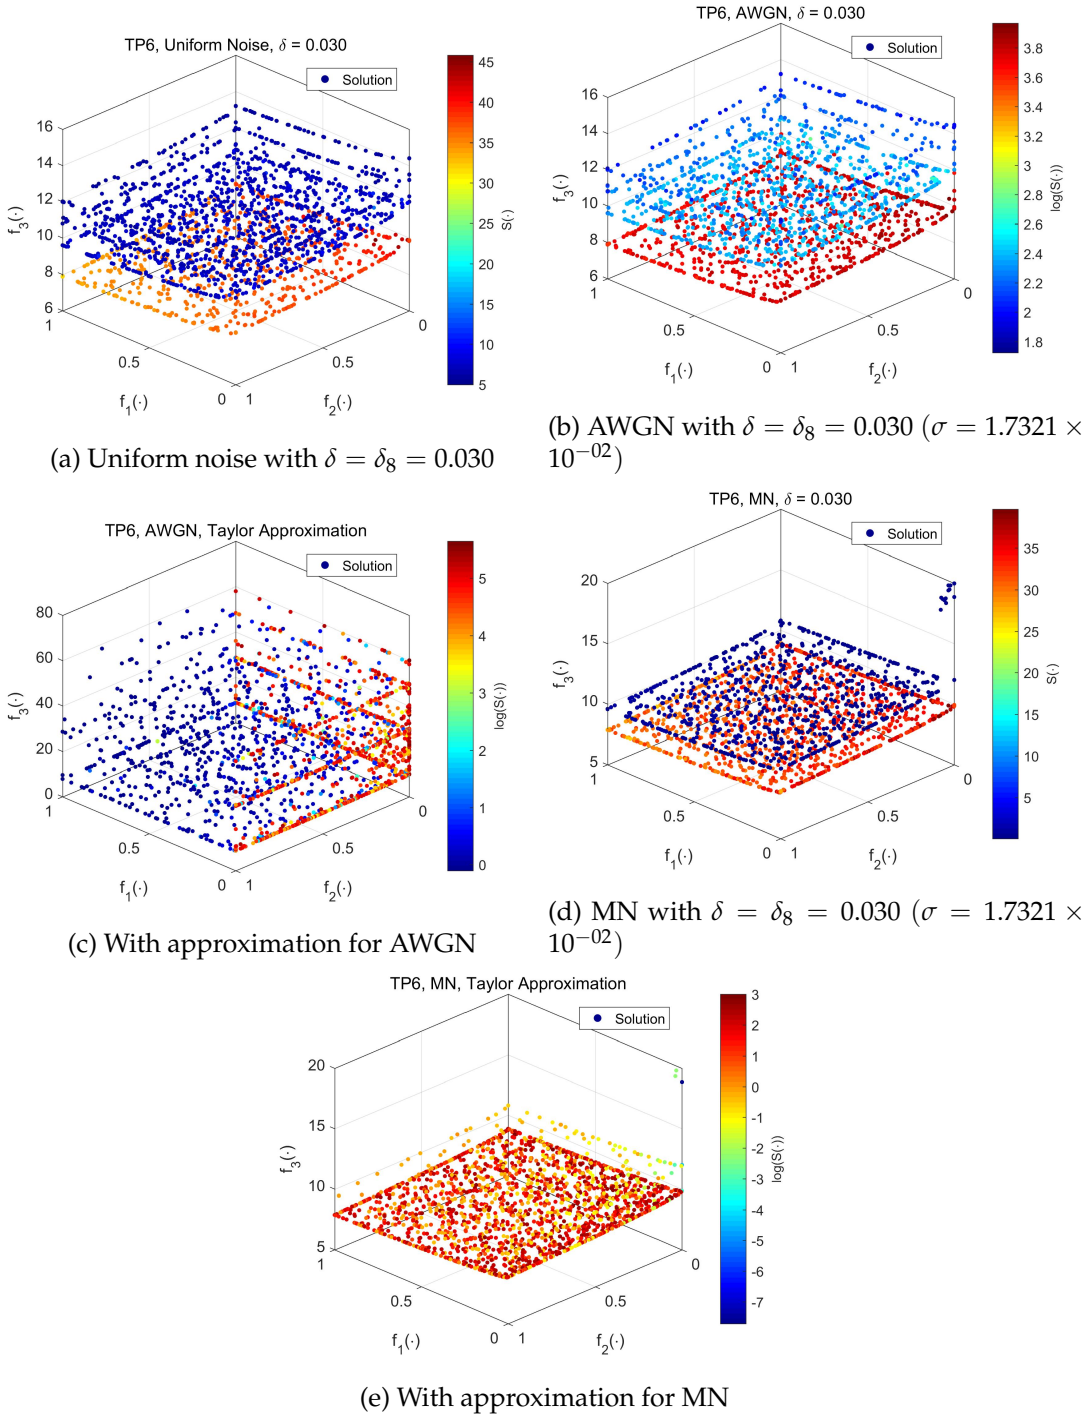 TP6, Uniform Noise, δ = 0.030
Solution
16
14
12
10
8
6
f₃(·)
1
0.5
0
f₁(·)
1
0.5
0
f₂(·)
45
40
35
30
25
20
15
10
5
S(·)
(a) Uniform noise with δ = δ₈ = 0.030
TP6, AWGN, δ = 0.030
Solution
16
14
12
10
8
6
f₃(·)
1
0.5
0
f₁(·)
1
0.5
0
f₂(·)
3.8
3.6
3.4
3.2
3
2.8
2.6
2.4
2.2
2
1.8
log(S(·))
(b) AWGN with δ = δ₈ = 0.030 (σ = 1.7321 ×
10⁻⁰²)
TP6, AWGN, Taylor Approximation
Solution
80
60
40
20
0
f₃(·)
1
0.5
0
f₁(·)
1
0.5
0
f₂(·)
5
4
3
2
1
0
log(S(·))
(c) With approximation for AWGN
TP6, MN, δ = 0.030
Solution
20
15
10
5
f₃(·)
1
0.5
0
f₁(·)
1
0.5
0
f₂(·)
35
30
25
20
15
10
5
S(·)
(d) MN with δ = δ₈ = 0.030 (σ = 1.7321 ×
10⁻⁰²)
TP6, MN, Taylor Approximation
Solution
20
15
10
5
f₃(·)
1
0.5
0
f₁(·)
1
0.5
0
f₂(·)
3
2
1
0
-1
-2
-3
-4
-5
-6
-7
log(S(·))
(e) With approximation for MN